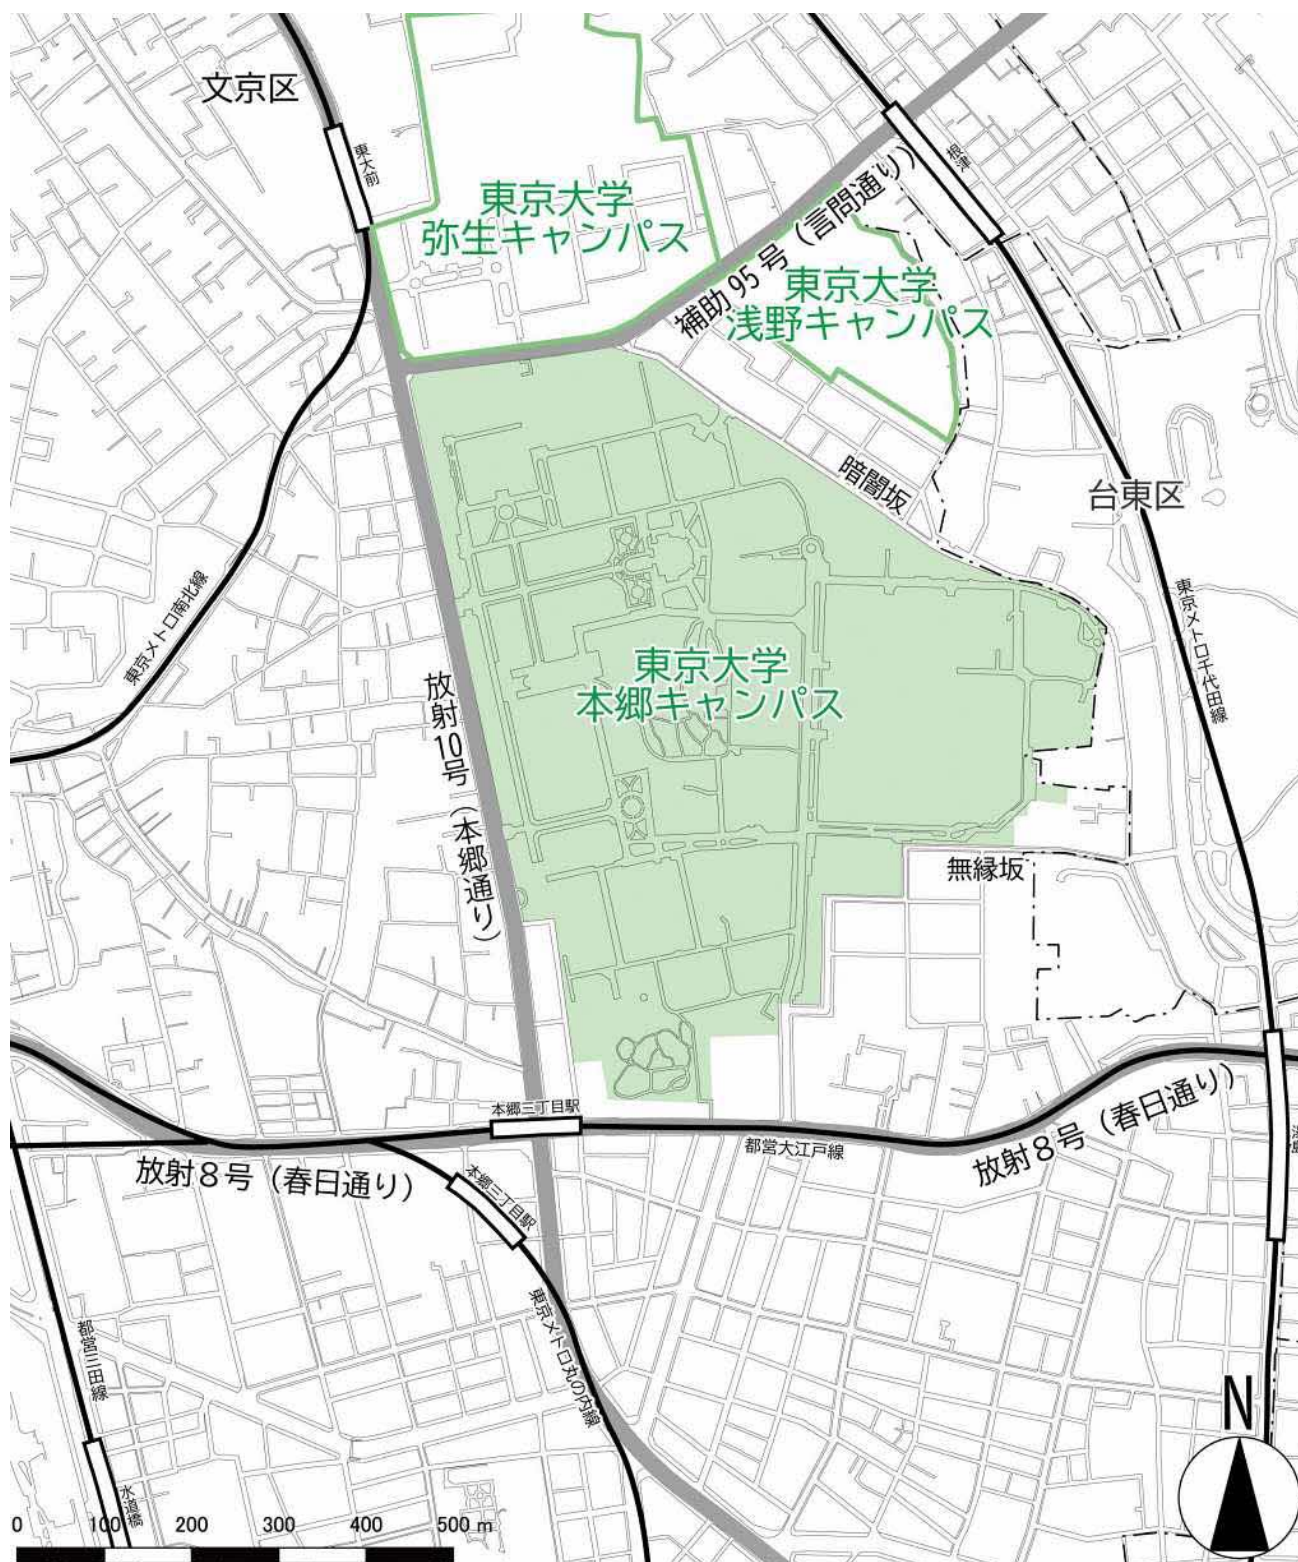 文京区
東大前
根津
東京大学
弥生キャンパス
補助95号（言問通り）
東京大学
浅野キャンパス
暗闇坂
台東区
東京メトロ南北線
東京メトロ千代田線
東京大学
本郷キャンパス
放射10号（本郷通り）
無縁坂
本郷三丁目駅
都営大江戸線
放射８号（春日通り）
放射８号（春日通り）
本郷三丁目駅
東京メトロ丸の内線
都営三田線
水道橋
N
0 100 200 300 400 500 m